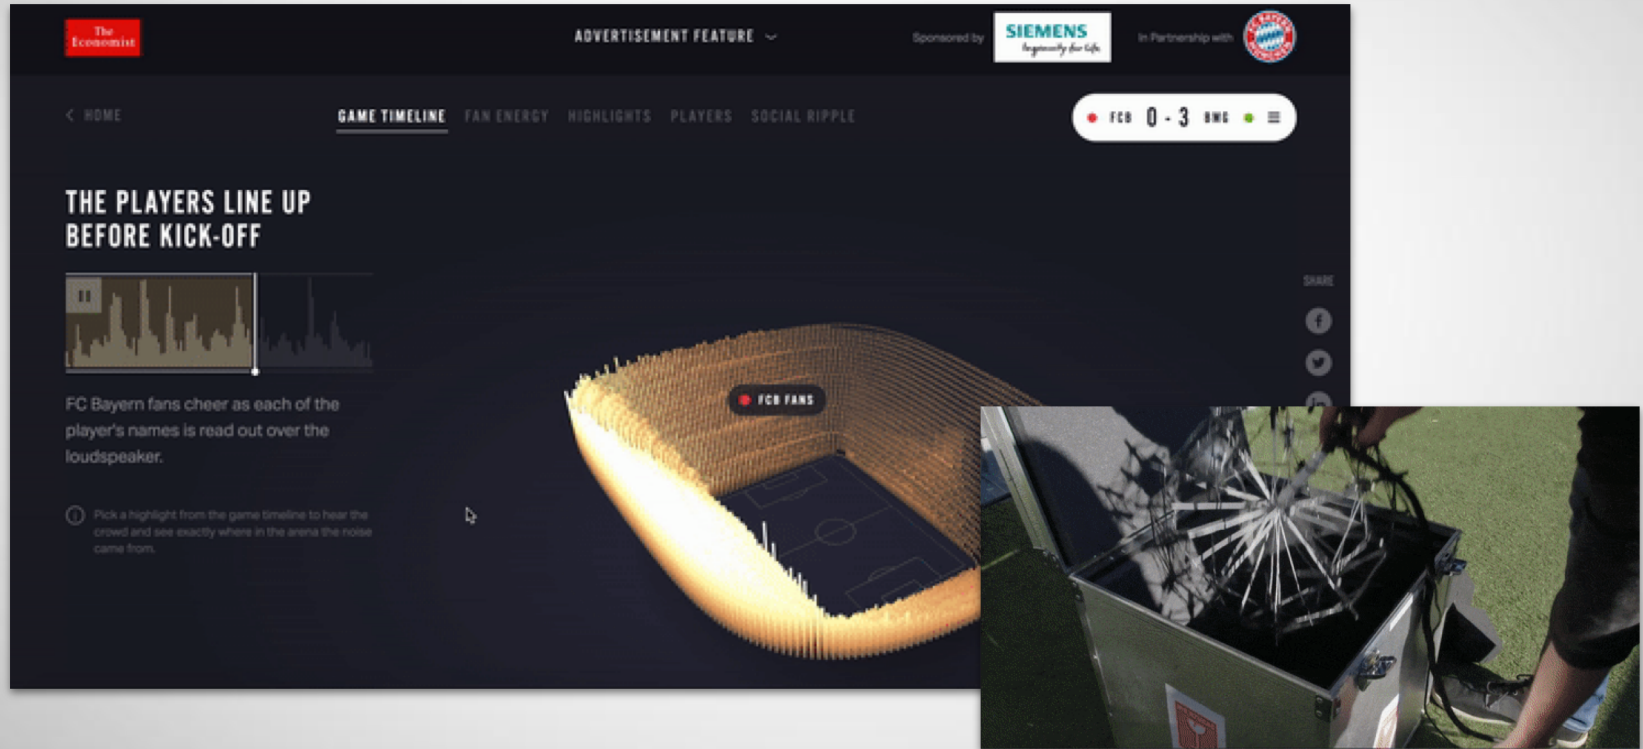 The
Economist
ADVERTISEMENT FEATURE
Sponsored by
SIEMENS
Ingenuity for life
In Partnership with
FC BAYERN
MÜNCHEN
HOME
GAME TIMELINE FAN ENERGY HIGHLIGHTS PLAYERS SOCIAL RIPPLE
FCB 0 - 3 BMG
THE PLAYERS LINE UP
BEFORE KICK-OFF
FC Bayern fans cheer as each of the
player's names is read out over the
loudspeaker.
Pick a highlight from the game timeline to hear the
crowd and see exactly where in the arena the noise
came from.
FCB FANS
SHARE